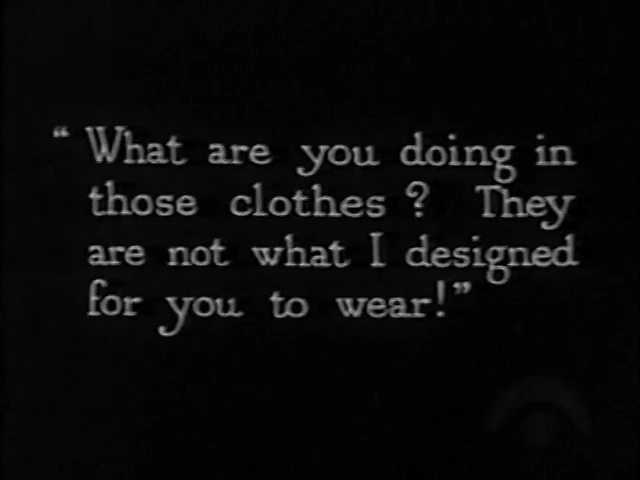 “ What are you doing in
those clothes ? They
are not what I designed
for you to wear!”